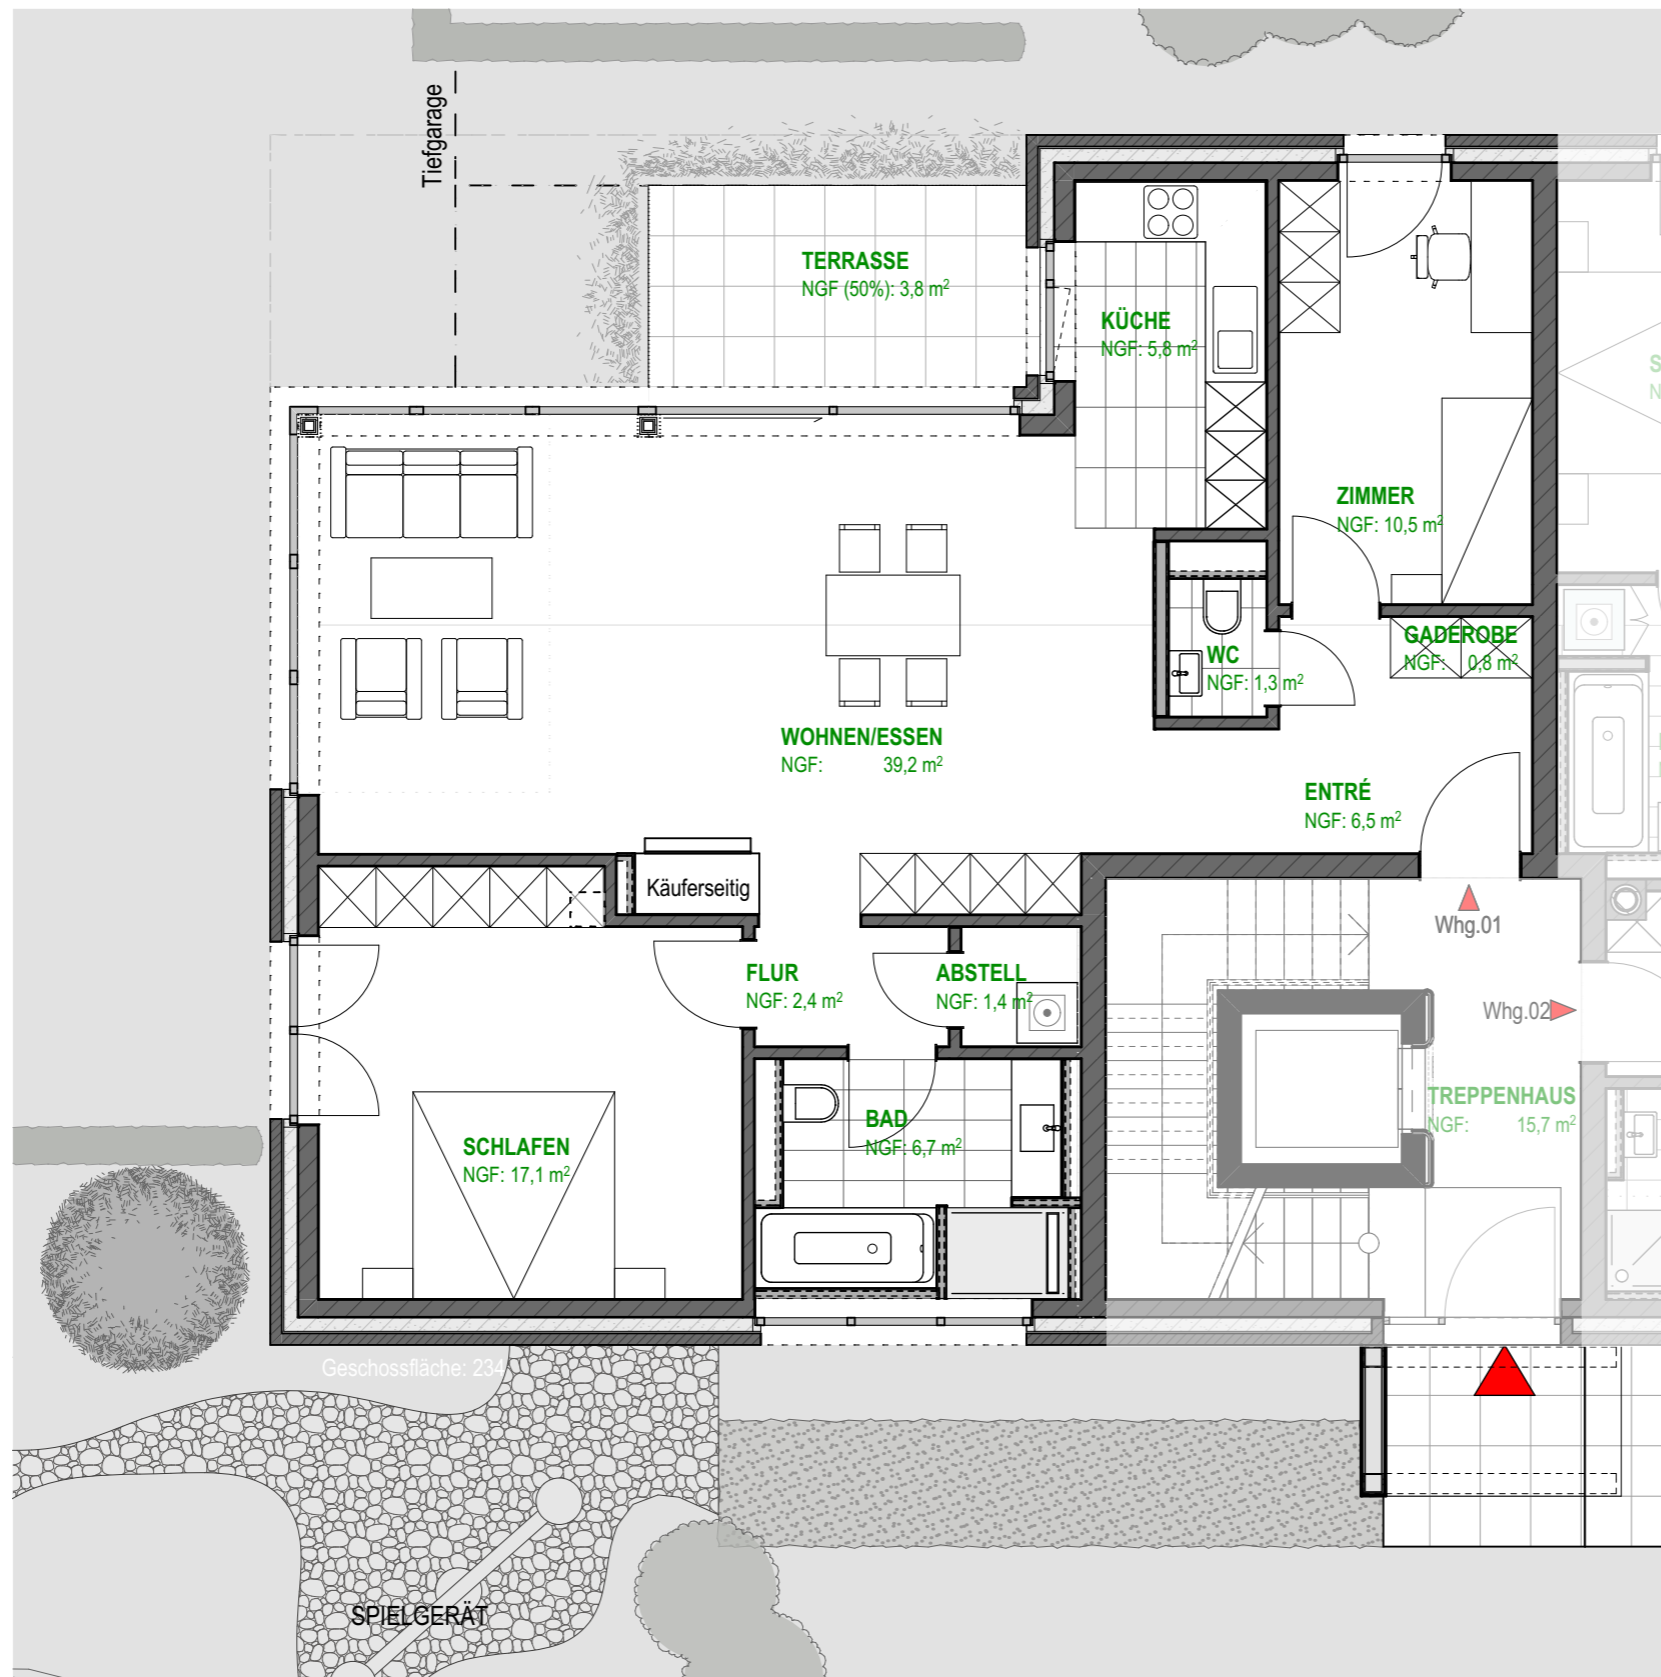 Tiefgarage
TERRASSE
NGF (50%): 3,8 m²
KÜCHE
NGF: 5,8 m²
S
N
ZIMMER
NGF: 10,5 m²
GADEROBE
NGF: 0,8 m²
WC
NGF: 1,3 m²
WOHNEN/ESSEN
NGF: 39,2 m²
ENTRÉ
NGF: 6,5 m²
Käuferseitig
Whg.01
FLUR
NGF: 2,4 m²
ABSTELL
NGF: 1,4 m²
Whg.02
TREPPENHAUS
NGF: 15,7 m²
BAD
NGF: 6,7 m²
SCHLAFEN
NGF: 17,1 m²
Geschossfläche: 234
SPIELGERÄT